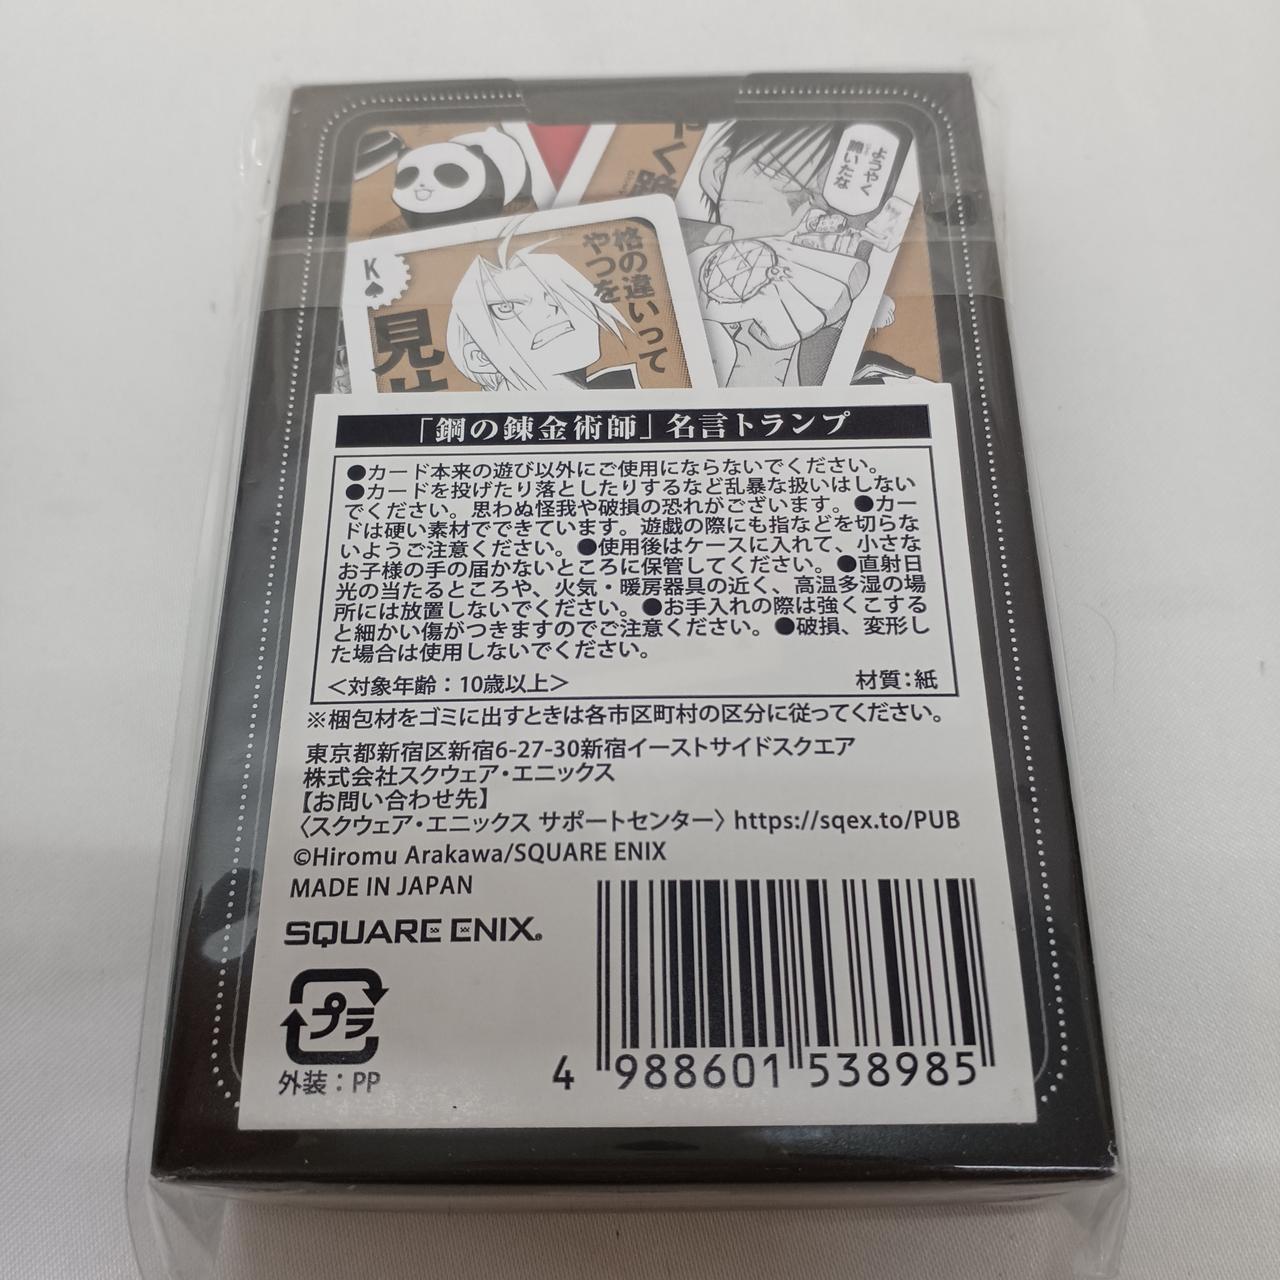 ようやく
跪いたな
やく
K
格の違いって
やつを
見せ
「鋼の錬金術師」名言トランプ
●カード本来の遊び以外にご使用にならないでください。
●カードを投げたり落としたりするなど乱暴な扱いはしない
でください。思わぬ怪我や破損の恐れがございます。●カー
ドは硬い素材でできています。遊戯の際にも指などを切らな
いようご注意ください。●使用後はケースに入れて、小さな
お子様の手の届かないところに保管してください。●直射日
光の当たるところや、火気・暖房器具の近く、高温多湿の場
所には放置しないでください。●お手入れの際は強くこする
と細かい傷がつきますのでご注意ください。●破損、変形し
た場合は使用しないでください。
＜対象年齢：10歳以上＞ 材質：紙
※梱包材をゴミに出すときは各市区町村の区分に従ってください。
東京都新宿区新宿6-27-30新宿イーストサイドスクエア
株式会社スクウェア・エニックス
【お問い合わせ先】
〈スクウェア・エニックス サポートセンター〉https://sqex.to/PUB
©Hiromu Arakawa/SQUARE ENIX
MADE IN JAPAN
SQUARE ENIX
プラ
外装：PP
4 988601 538985